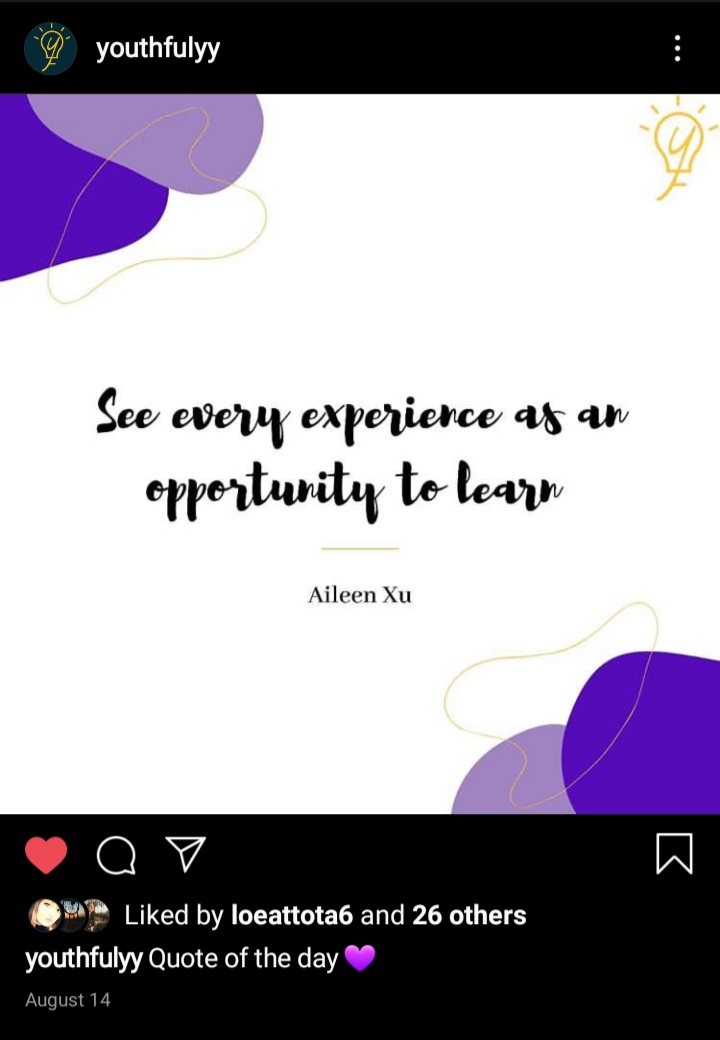 youthfulyy
See every experience as an
opportunity to learn
Aileen Xu
Liked by loeattota6 and 26 others
youthfulyy Quote of the day 💜
August 14